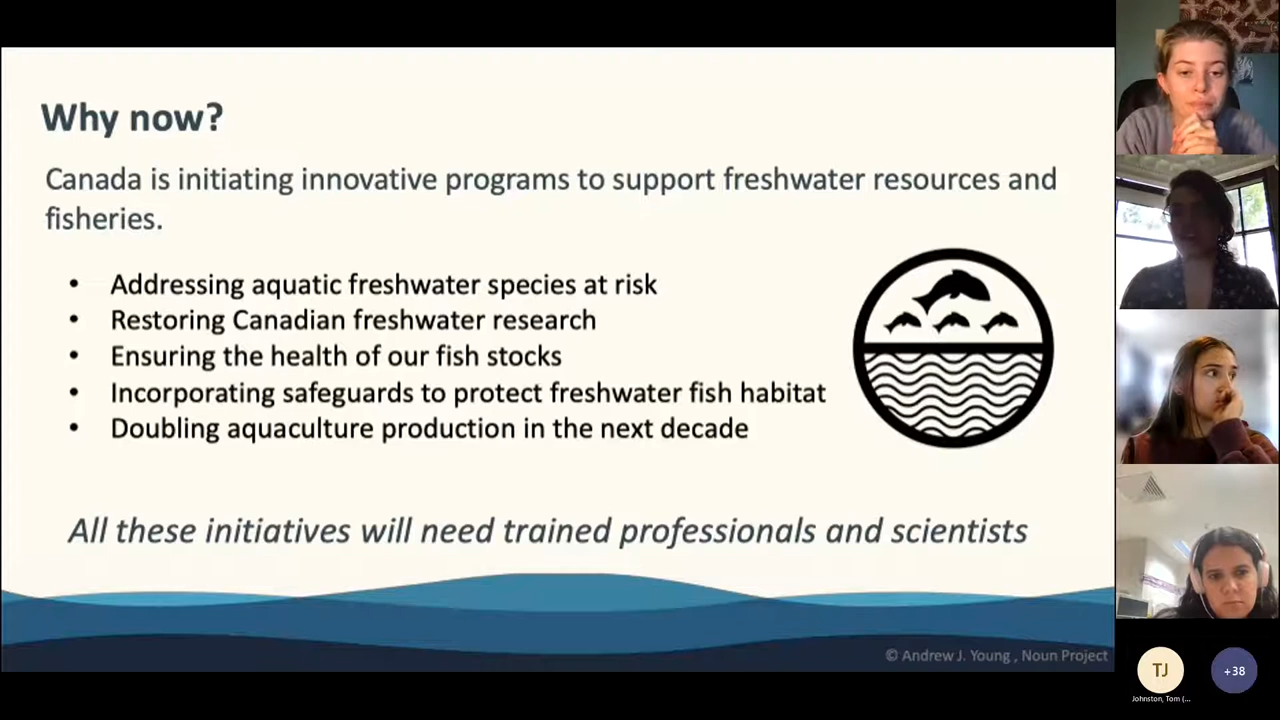 Why now?
Canada is initiating innovative programs to support freshwater resources and
fisheries.
• Addressing aquatic freshwater species at risk
• Restoring Canadian freshwater research
• Ensuring the health of our fish stocks
• Incorporating safeguards to protect freshwater fish habitat
• Doubling aquaculture production in the next decade
All these initiatives will need trained professionals and scientists
© Andrew J. Young , Noun Project
TJ
+38
Johnston, Tom (...